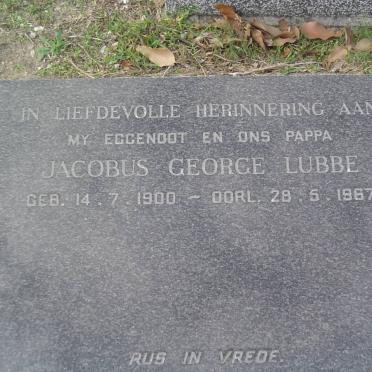 IN LIEFDEVOLLE HERINNERING AAN
MY EGGENOOT EN ONS PAPPA
JACOBUS GEORGE LUBBE
GEB. 14.7.1900 - OORL. 28.5.1967
RUS IN VREDE.